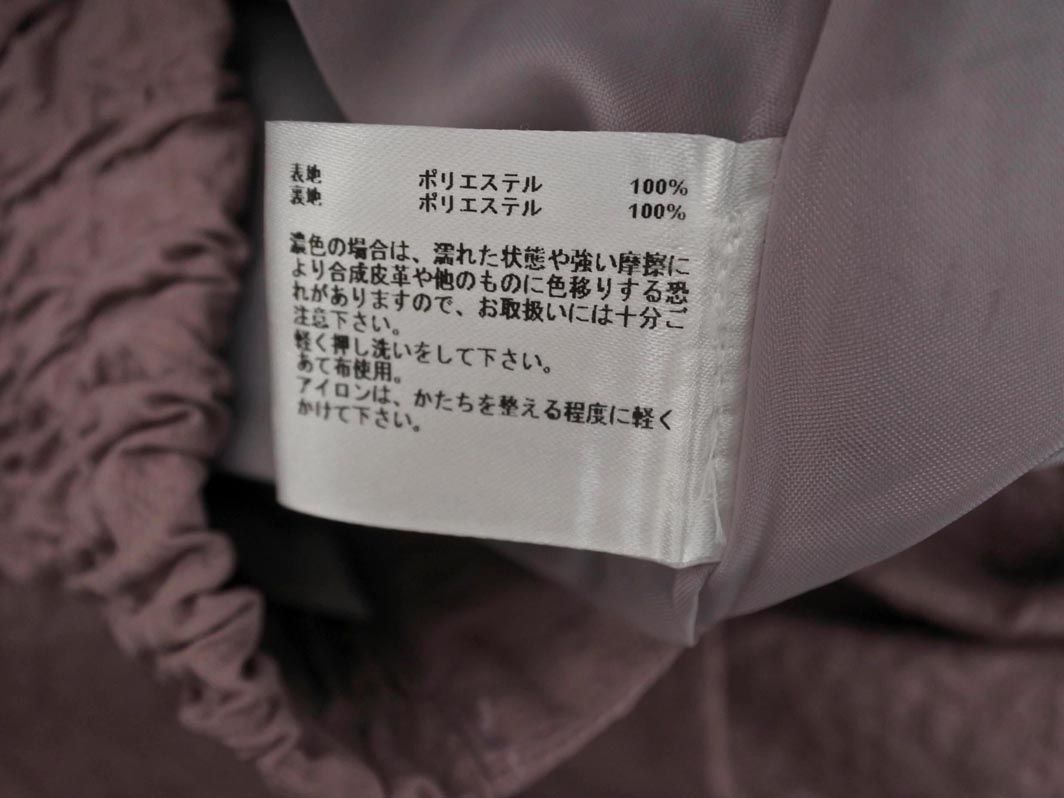 表地 ポリエステル 100%
裏地 ポリエステル 100%
濃色の場合は、濡れた状態や強い摩擦に
より合成皮革や他のものに色移りする恐
れがありますので、お取扱いには十分ご
注意下さい。
軽く押し洗いをして下さい。
あて布使用。
アイロンは、かたちを整える程度に軽く
かけて下さい。